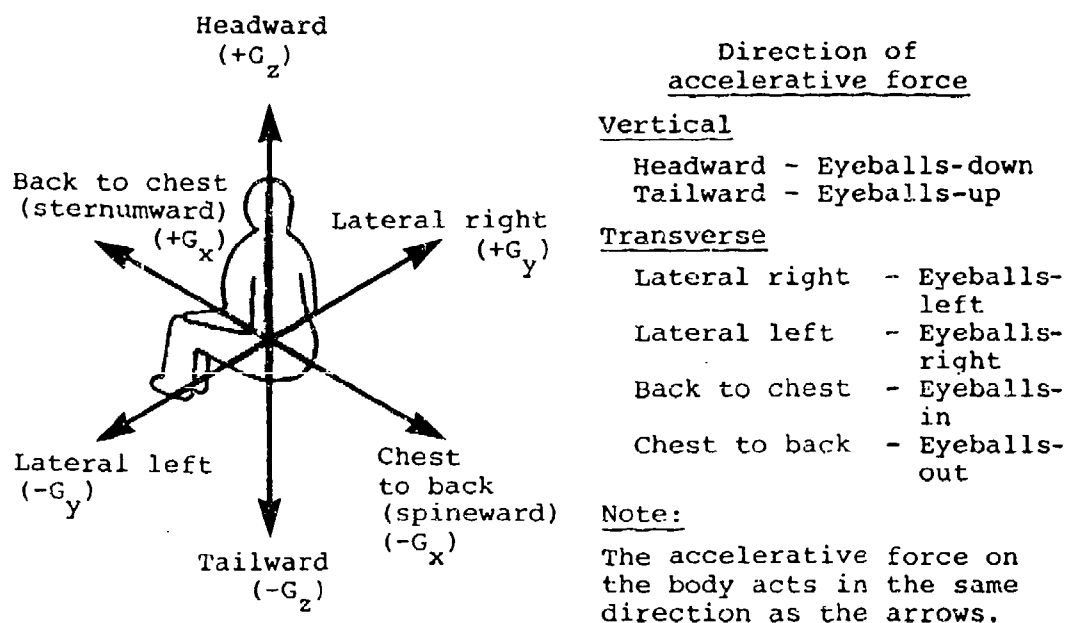 Headward
(+Gz)
Back to chest
(sternumward)
(+Gx)
Lateral right
(+Gy)
Lateral left
(-Gy)
Chest
to back
(spineward)
(-Gx)
Tailward
(-Gz)
Direction of
accelerative force
Vertical
Headward - Eyeballs-down
Tailward - Eyeballs-up
Transverse
Lateral right - Eyeballs-
left
Lateral left - Eyeballs-
right
Back to chest - Eyeballs-
in
Chest to back - Eyeballs-
out
Note:
The accelerative force on
the body acts in the same
direction as the arrows.